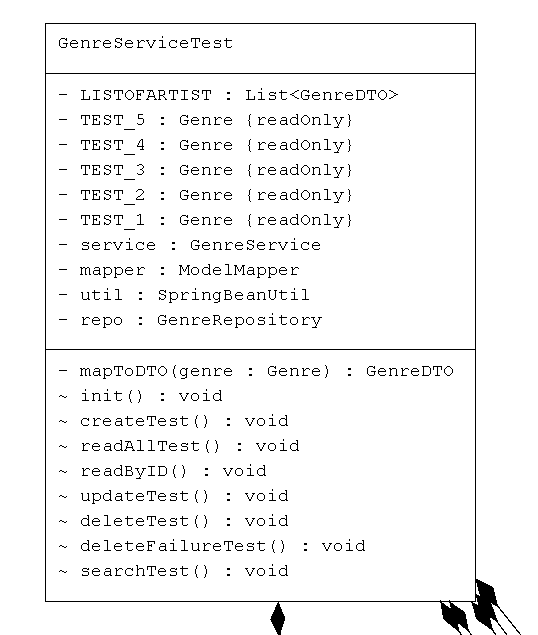 GenreServiceTest
- LISTOFARTIST : List<GenreDTO>
- TEST_5 : Genre {readOnly}
- TEST_4 : Genre {readOnly}
- TEST_3 : Genre {readOnly}
- TEST_2 : Genre {readOnly}
- TEST_1 : Genre {readOnly}
- service : GenreService
- mapper : ModelMapper
- util : SpringBeanUtil
- repo : GenreRepository
- mapToDTO(genre : Genre) : GenreDTO
~ init() : void
~ createTest() : void
~ readAllTest() : void
~ readByID() : void
~ updateTest() : void
~ deleteTest() : void
~ deleteFailureTest() : void
~ searchTest() : void